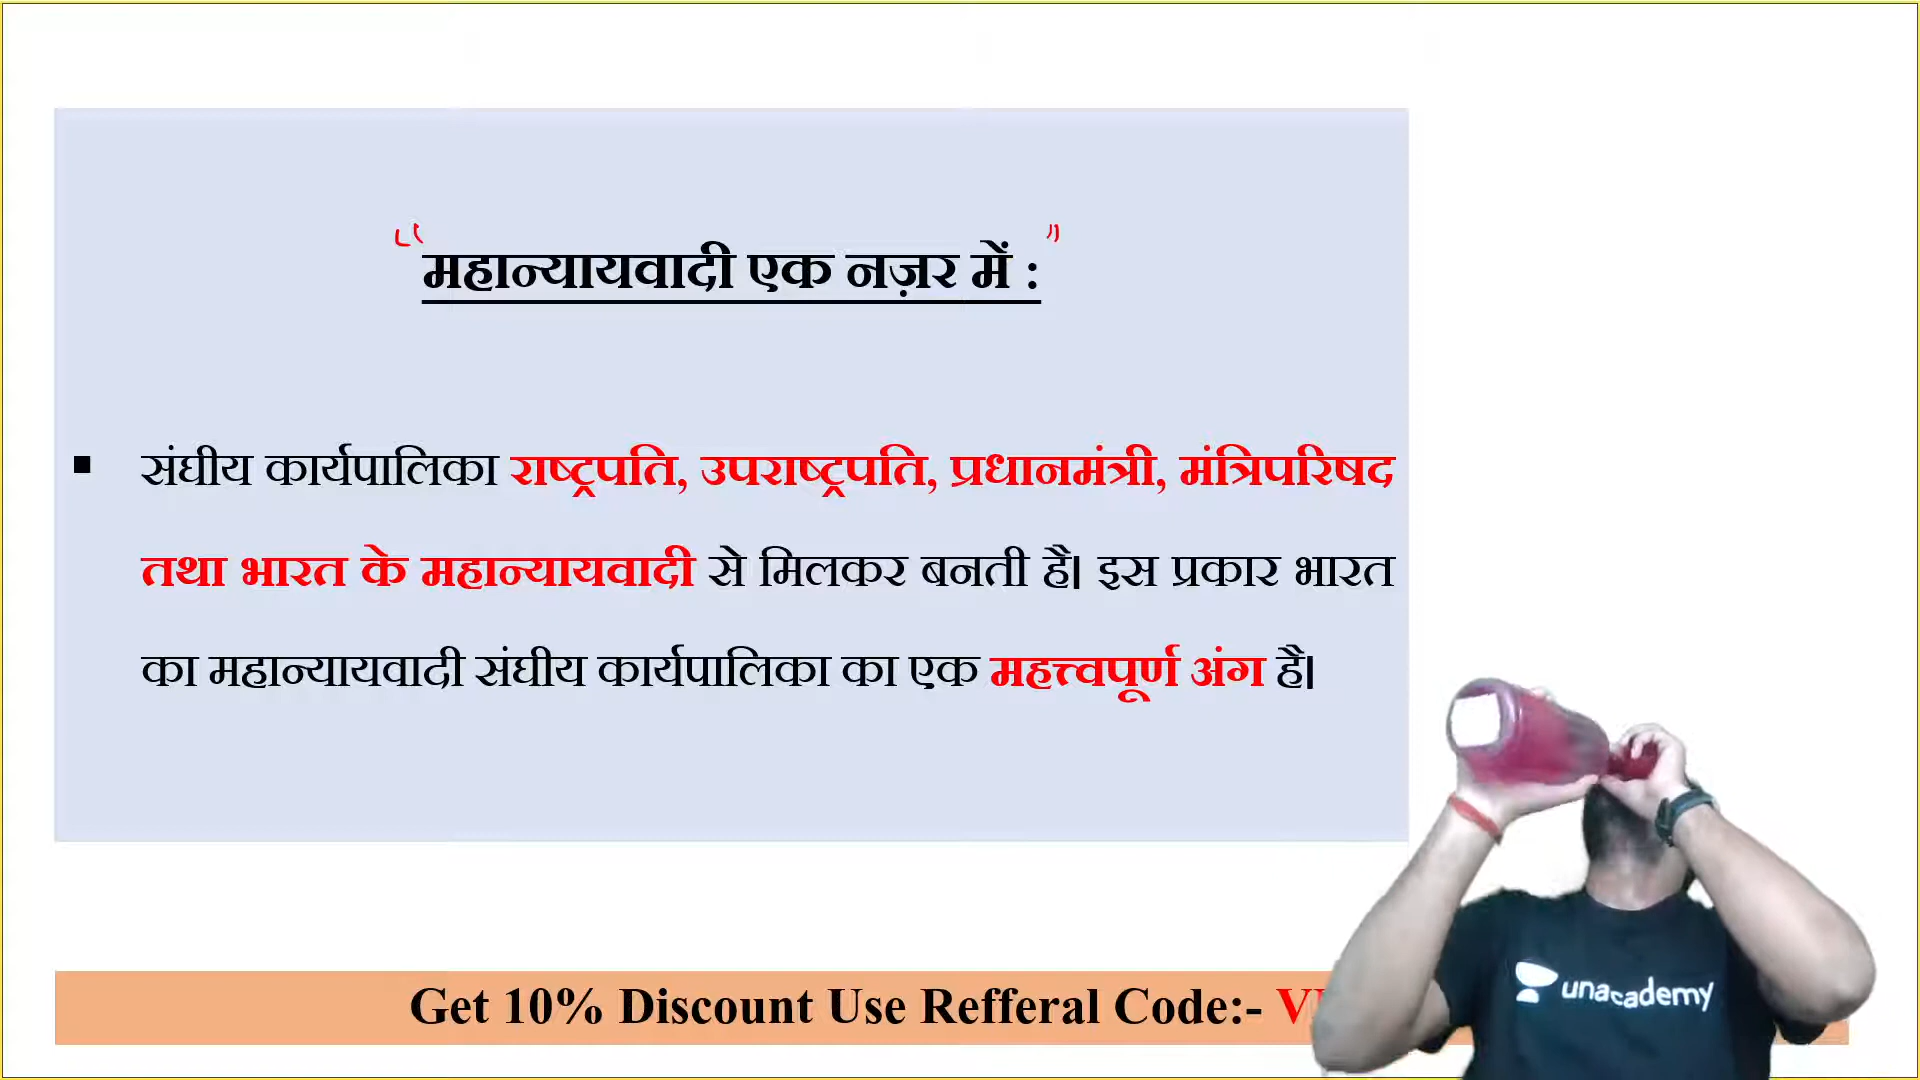 "महान्यायवादी एक नज़र में :"
▪ संघीय कार्यपालिका राष्ट्रपति, उपराष्ट्रपति, प्रधानमंत्री, मंत्रिपरिषद
तथा भारत के महान्यायवादी से मिलकर बनती है। इस प्रकार भारत
का महान्यायवादी संघीय कार्यपालिका का एक महत्त्वपूर्ण अंग है।
Get 10% Discount Use Refferal Code:-
unacademy